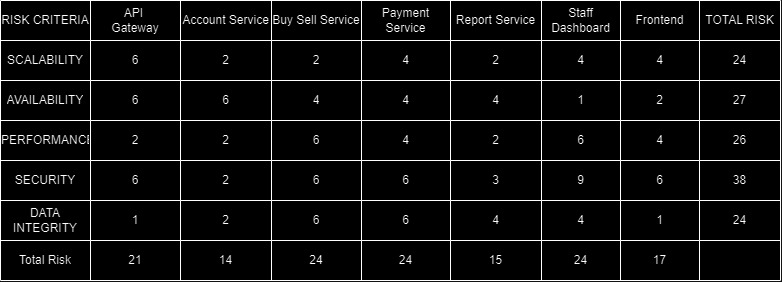 RISK CRITERIA API Gateway Account Service Buy Sell Service Payment Service Report Service Staff Dashboard Frontend TOTAL RISK
SCALABILITY 6 2 2 4 2 4 4 24
AVAILABILITY 6 6 4 4 4 1 2 27
PERFORMANCE 2 2 6 4 2 6 4 26
SECURITY 6 2 6 6 3 9 6 38
DATA INTEGRITY 1 2 6 6 4 4 1 24
Total Risk 21 14 24 24 15 24 17